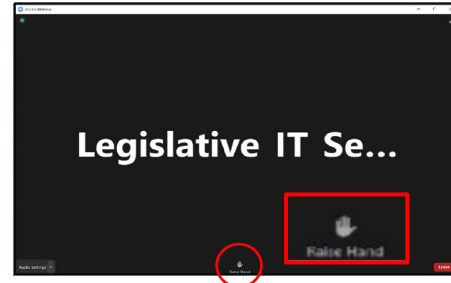 Zoom Webinar
Legislative IT Se...
Raise Hand
Audio Settings
Raise Hand
Leave